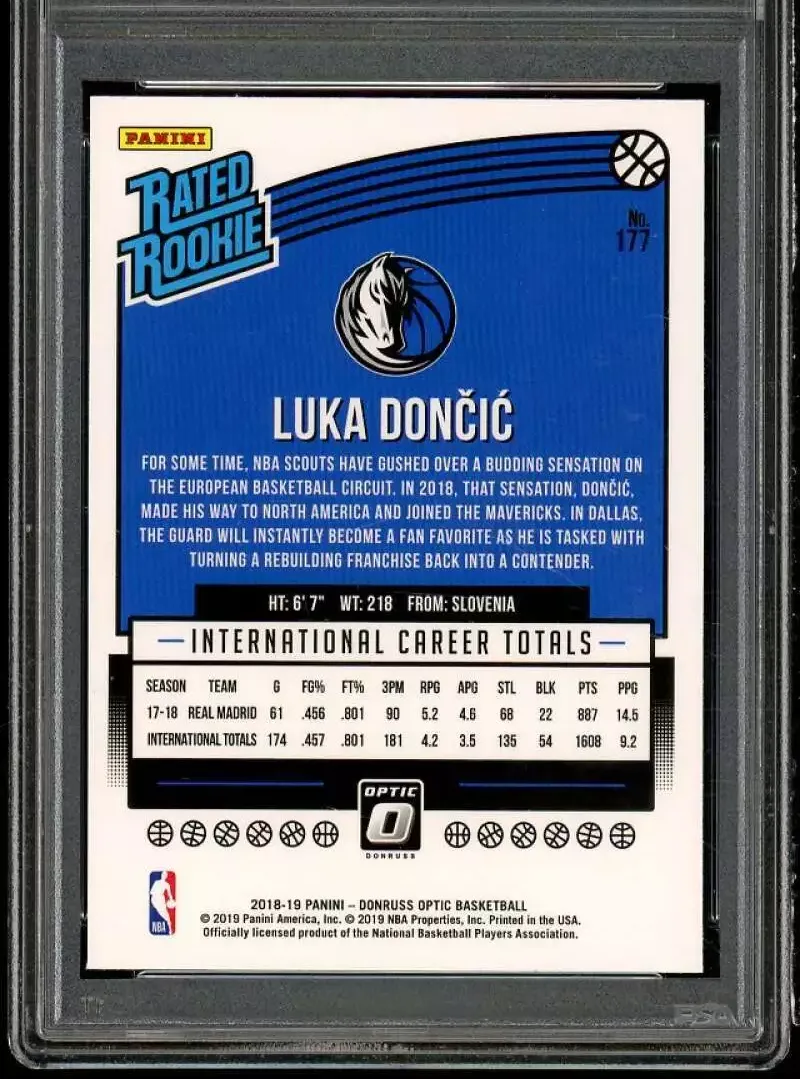 PANINI
RATED
ROOKIE
No.
177
LUKA DONČIĆ
FOR SOME TIME, NBA SCOUTS HAVE GUSHED OVER A BUDDING SENSATION ON
THE EUROPEAN BASKETBALL CIRCUIT. IN 2018, THAT SENSATION, DONČIĆ,
MADE HIS WAY TO NORTH AMERICA AND JOINED THE MAVERICKS. IN DALLAS,
THE GUARD WILL INSTANTLY BECOME A FAN FAVORITE AS HE IS TASKED WITH
TURNING A REBUILDING FRANCHISE BACK INTO A CONTENDER.
HT: 6' 7" WT: 218 FROM: SLOVENIA
INTERNATIONAL CAREER TOTALS
SEASON TEAM G FG% FT% 3PM RPG APG STL BLK PTS PPG
17-18 REAL MADRID 61 .456 .801 90 5.2 4.6 68 22 887 14.5
INTERNATIONAL TOTALS 174 .457 .801 181 4.2 3.5 135 54 1608 9.2
OPTIC
O
DONRUSS
NBA
2018-19 PANINI – DONRUSS OPTIC BASKETBALL
© 2019 Panini America, Inc. © 2019 NBA Properties, Inc. Printed in the USA.
Officially licensed product of the National Basketball Players Association.
PSA